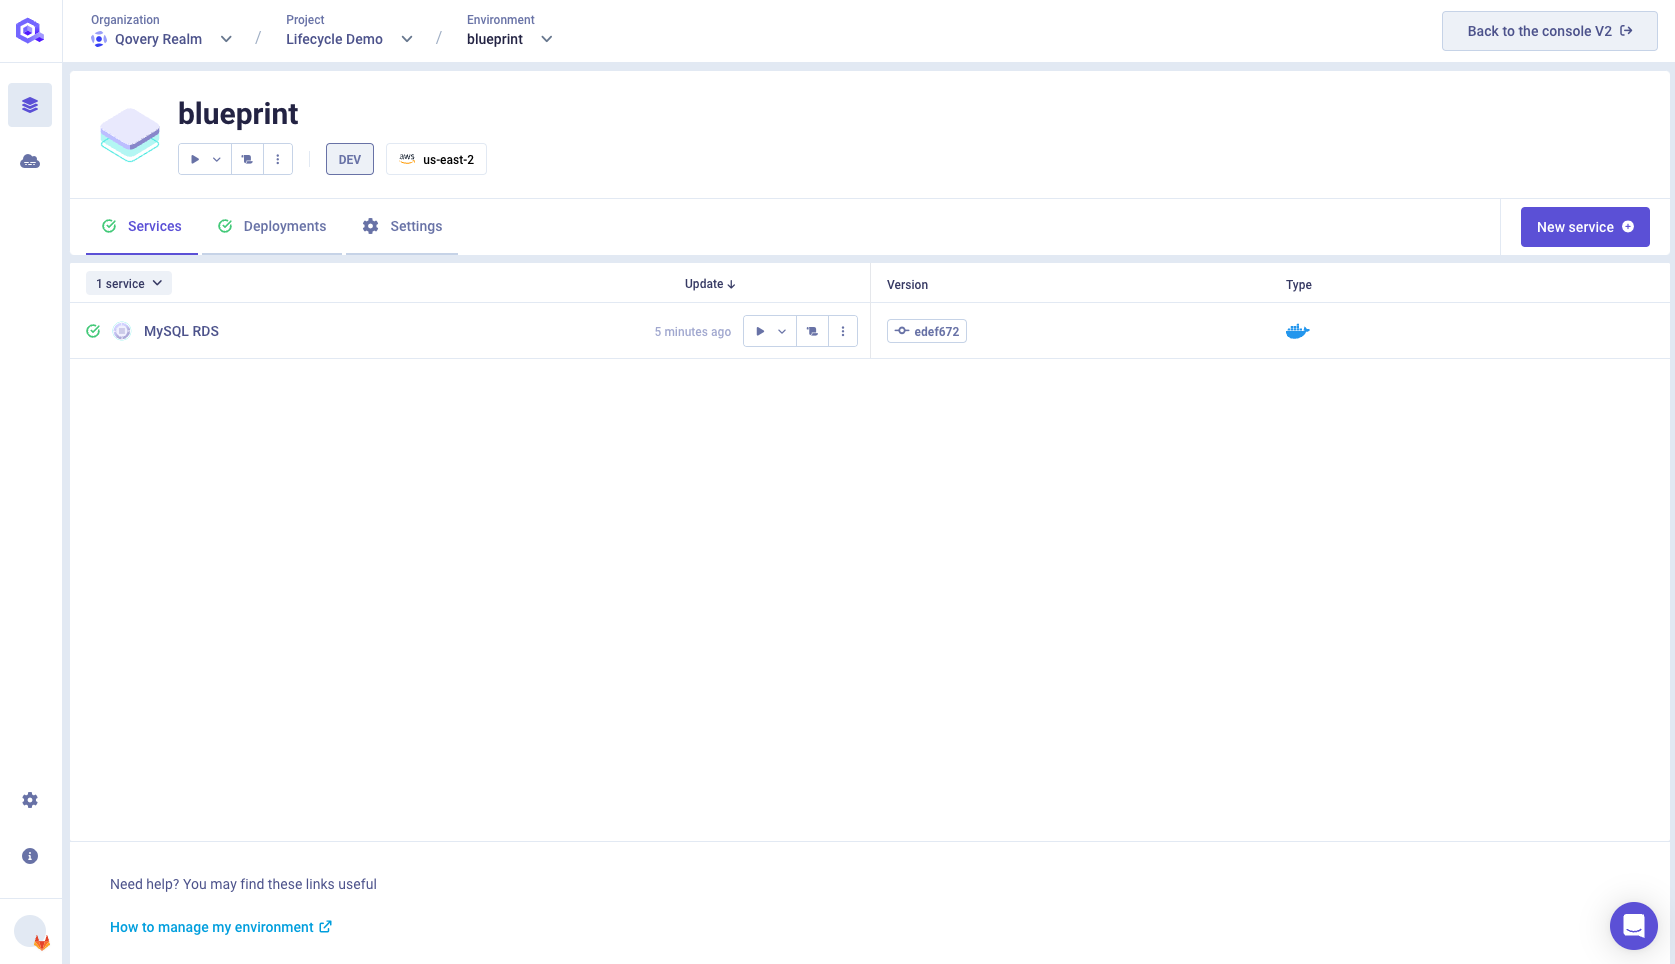 Organization
Qovery Realm
/
Project
Lifecycle Demo
/
Environment
blueprint
Back to the console V2
blueprint
DEV
aws us-east-2
Services
Deployments
Settings
New service
1 service
Update
Version
Type
MySQL RDS
5 minutes ago
edef672
Need help? You may find these links useful
How to manage my environment